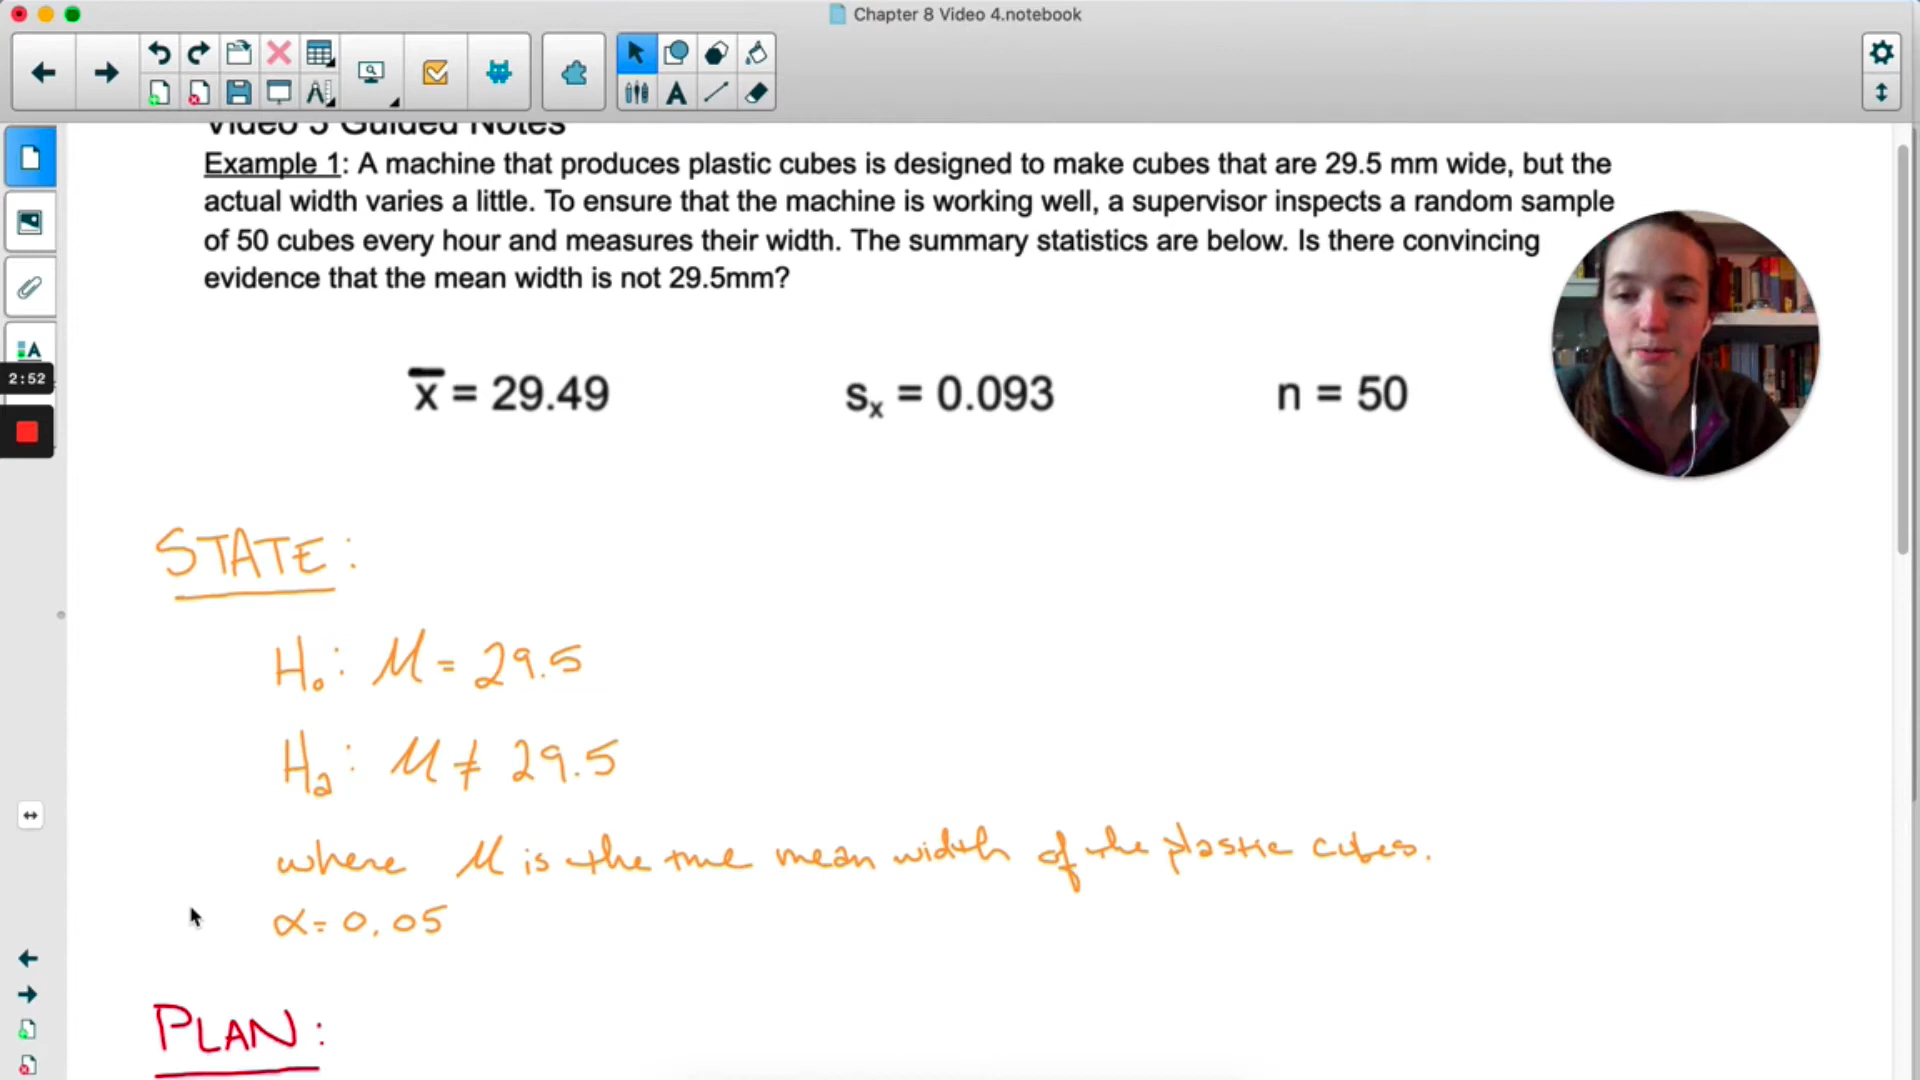 Chapter 8 Video 4.notebook
Video 5 Guided Notes
Example 1: A machine that produces plastic cubes is designed to make cubes that are 29.5 mm wide, but the
actual width varies a little. To ensure that the machine is working well, a supervisor inspects a random sample
of 50 cubes every hour and measures their width. The summary statistics are below. Is there convincing
evidence that the mean width is not 29.5mm?
x̄ = 29.49 sₓ = 0.093 n = 50
2:52
STATE:
H₀: μ = 29.5
Hₐ: μ ≠ 29.5
where μ is the true mean width of the plastic cubes.
α = 0.05
PLAN: